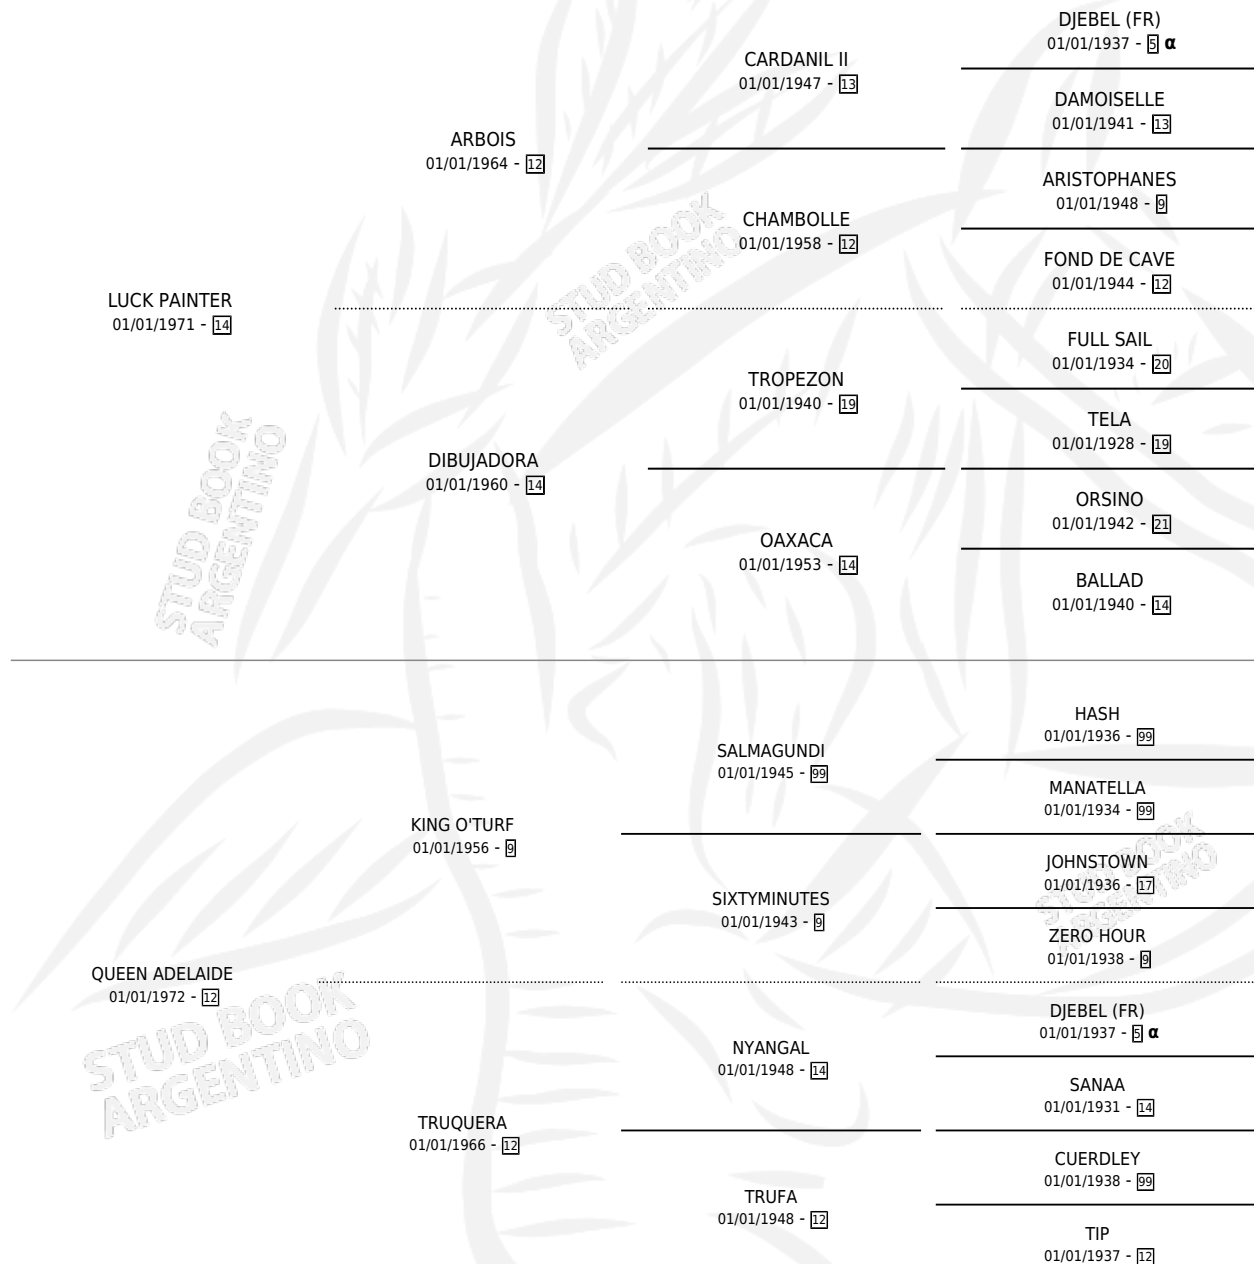 DJEBEL (FR)
01/01/1937 - 5 α
CARDANIL II
01/01/1947 - 13
DAMOISELLE
01/01/1941 - 13
ARBOIS
01/01/1964 - 12
ARISTOPHANES
01/01/1948 - 9
CHAMBOLLE
01/01/1958 - 12
FOND DE CAVE
01/01/1944 - 12
LUCK PAINTER
01/01/1971 - 14
FULL SAIL
01/01/1934 - 20
TROPEZON
01/01/1940 - 19
TELA
01/01/1928 - 19
DIBUJADORA
01/01/1960 - 14
ORSINO
01/01/1942 - 21
OAXACA
01/01/1953 - 14
BALLAD
01/01/1940 - 14
HASH
01/01/1936 - 99
SALMAGUNDI
01/01/1945 - 99
MANATELLA
01/01/1934 - 99
KING O'TURF
01/01/1956 - 9
JOHNSTOWN
01/01/1936 - 17
SIXTYMINUTES
01/01/1943 - 9
ZERO HOUR
01/01/1938 - 9
QUEEN ADELAIDE
01/01/1972 - 12
DJEBEL (FR)
01/01/1937 - 5 α
NYANGAL
01/01/1948 - 14
SANAA
01/01/1931 - 14
TRUQUERA
01/01/1966 - 12
CUERDLEY
01/01/1938 - 99
TRUFA
01/01/1948 - 12
TIP
01/01/1937 - 12
STUD BOOK
ARGENTINO
STUD BOOK
ARGENTINO
STUD BOOK
ARGENTINO
STUD BOOK
ARGENTINO